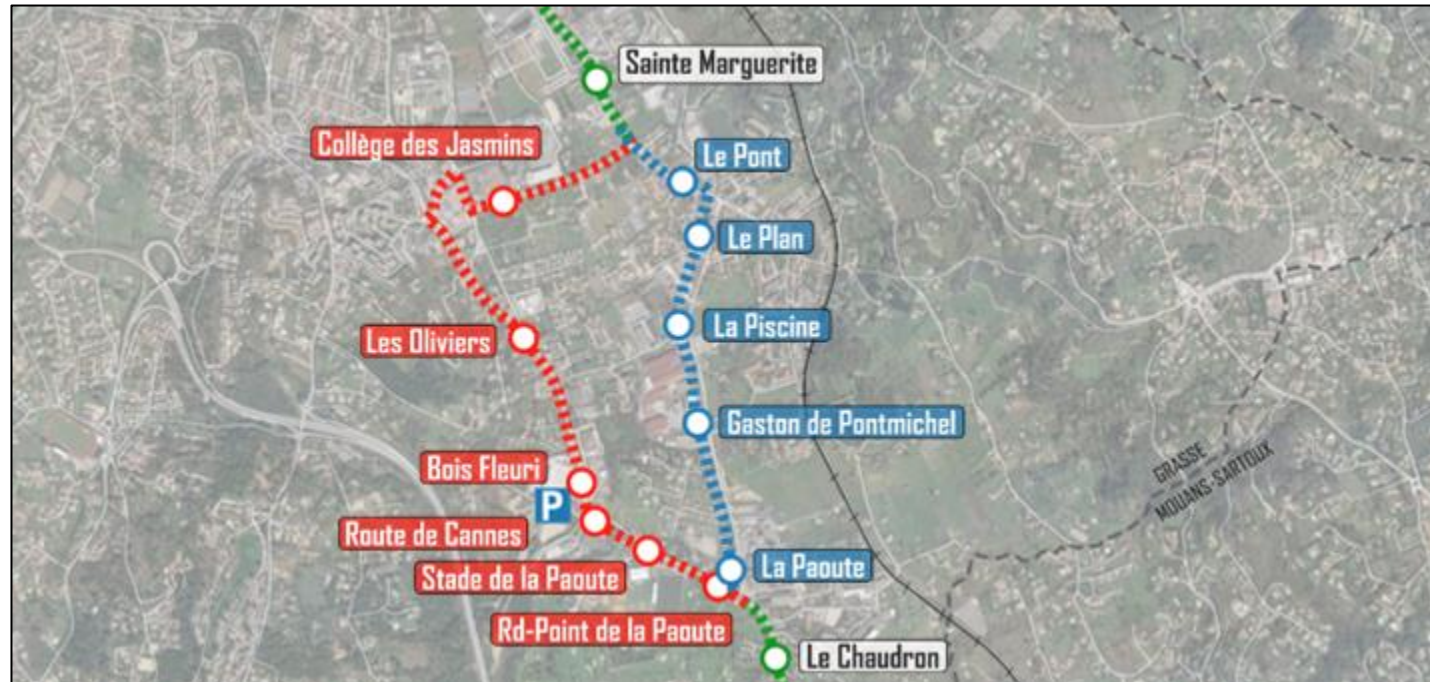 Sainte Marguerite
Collège des Jasmins
Le Pont
Le Plan
La Piscine
Les Oliviers
Gaston de Pontmichel
Bois Fleuri
P
GRASSE
MOUANS-SARTOUX
Route de Cannes
Stade de la Paoute
La Paoute
Rd-Point de la Paoute
Le Chaudron